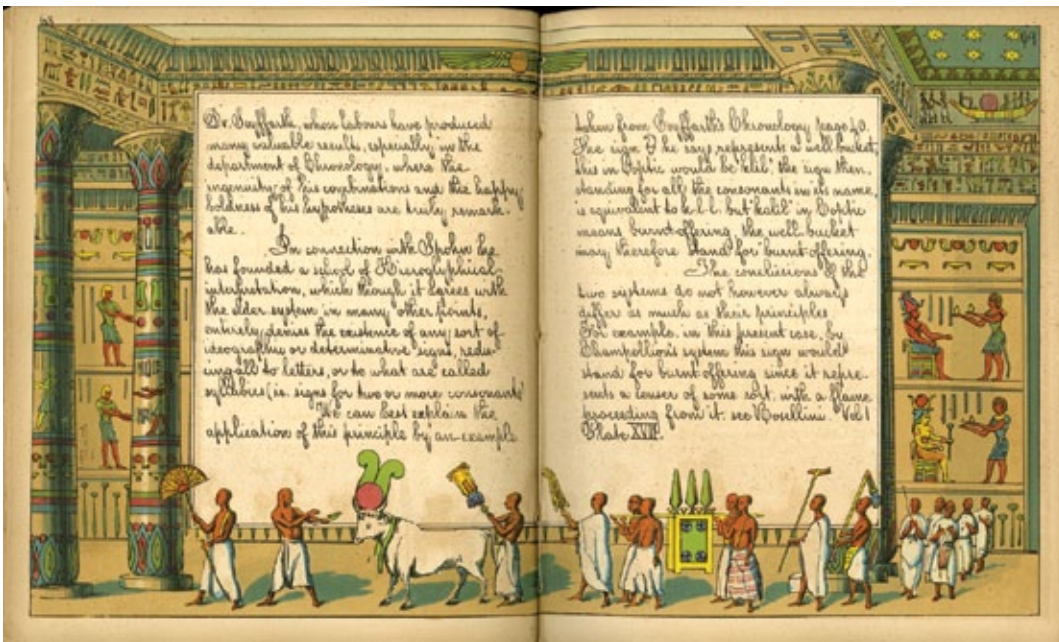 68
Dr. Seyffarth, whose labours have produced
many valuable results, especially in the
department of Chronology, where the
ingenuity of his combinations and the happy
boldness of his hypotheses are truly remark-
able.
In connection with Spohn he
has founded a school of Hieroglyphical
interpretation, which though it agrees with
the older system in many other points,
entirely denies the existence of any sort of
ideographic or determinative signs, redu-
cing all to letters, or to what are called
syllabics (i.e. signs for two or more consonants)
We can best explain the
application of this principle by an example
69
taken from Seyffarth's Chronology page 40.
The sign he says represents a well bucket,
this in Coptic would be "kelil," the sign then
standing for all the consonants in its name,
is equivalent to k.l.l. but "kalil" in Coptic
means burnt offering, the well-bucket
may therefore stand for burnt offering.
The conclusions of the
two systems do not however always
differ as much as their principles
For example, in this present case, by
Champollion's system this sign would
stand for burnt offering since it repre-
sents a censer of some sort, with a flame
proceeding from it. see Rosellini. Vol 1
Plate XVII.